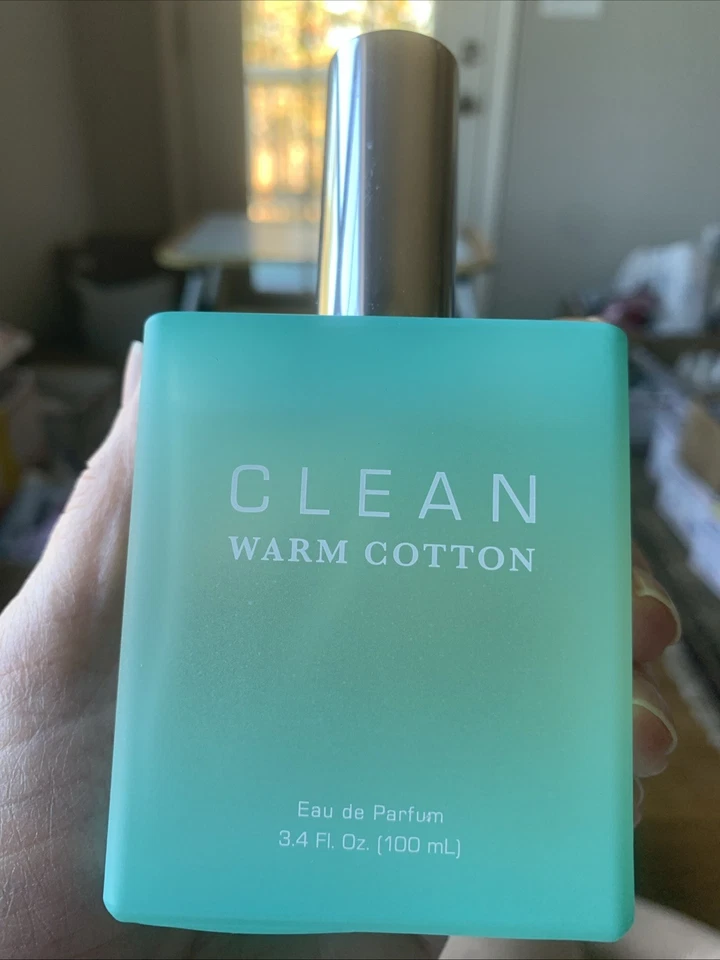 CLEAN
WARM COTTON
Eau de Parfum
3.4 Fl. Oz. (100 mL)